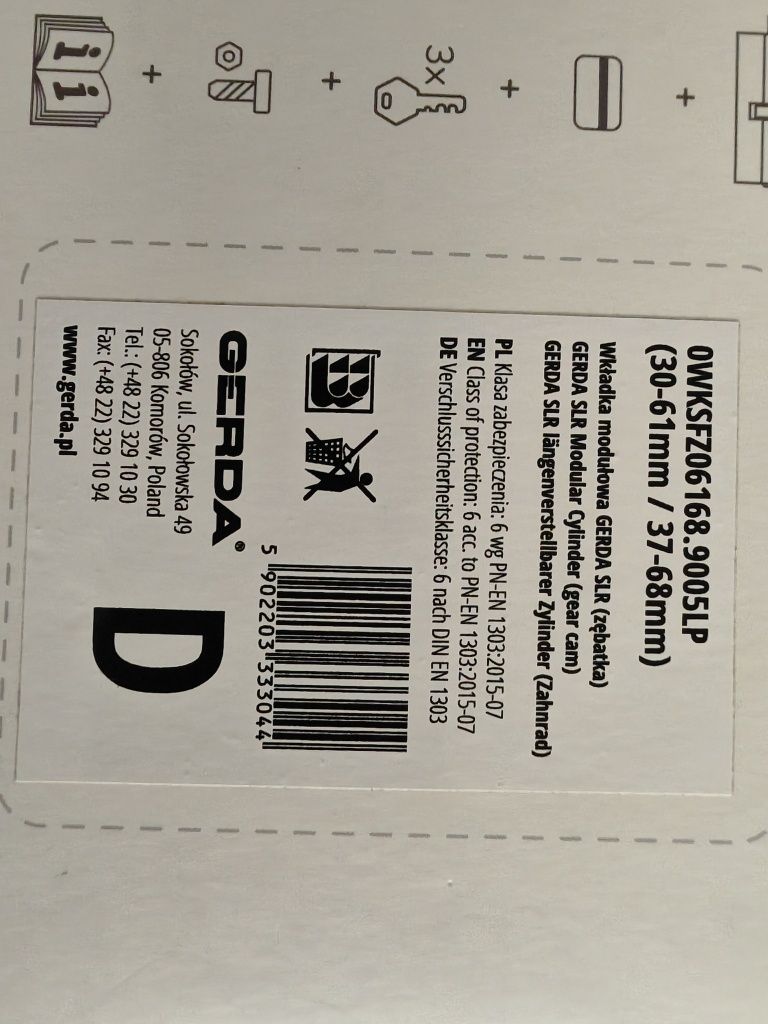 3x
0WKSFZ06168.9005LP
(30-61mm / 37-68mm)
Wkładka modułowa GERDA SLR (zębatka)
GERDA SLR Modular Cylinder (gear cam)
GERDA SLR längenverstellbarer Zylinder (Zahnrad)
PL Klasa zabezpieczenia: 6 wg PN-EN 1303:2015-07
EN Class of protection: 6 acc. to PN-EN 1303:2015-07
DE Verschlusssicherheitsklasse: 6 nach DIN EN 1303
B
5 902203 333044
GERDA®
Sokołów, ul. Sokołowska 49
05-806 Komorów, Poland
Tel.: (+48 22) 329 10 30
Fax: (+48 22) 329 10 94
www.gerda.pl
D